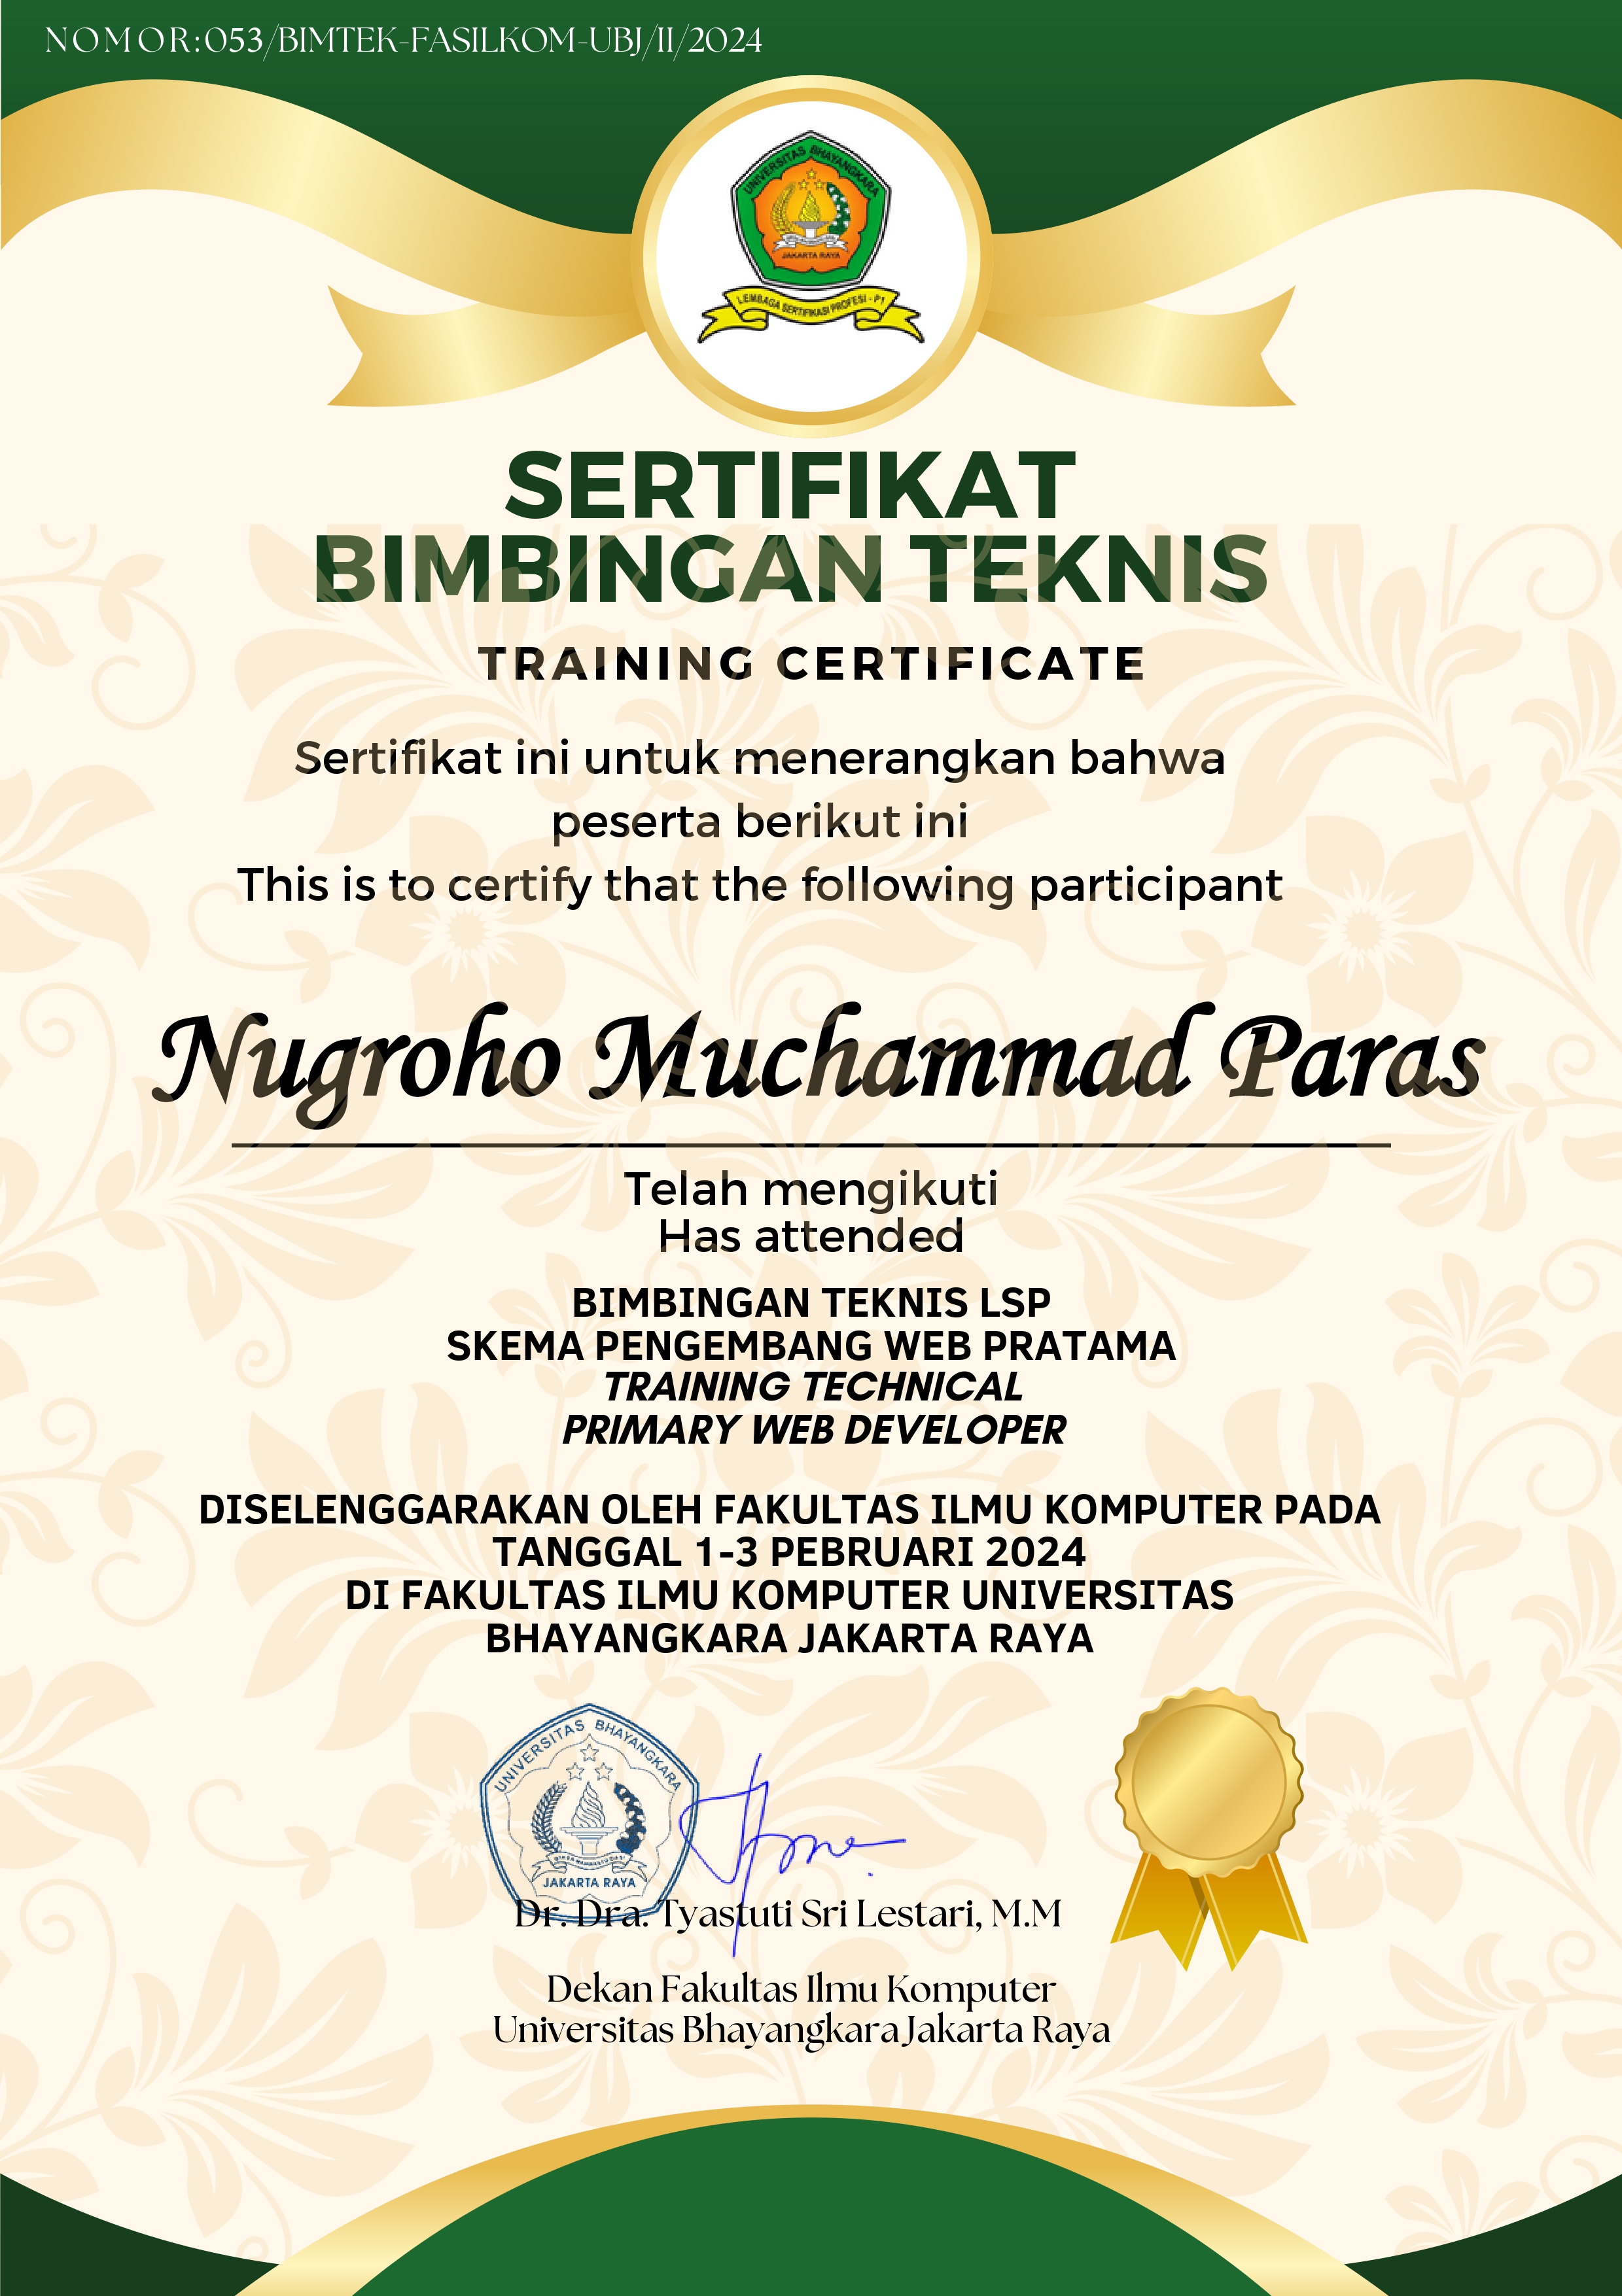 NOMOR:053/BIMTEK-FASILKOM-UBJ/II/2024
UNIVERSITAS BHAYANGKARA
JAKARTA RAYA
LEMBAGA SERTIFIKASI PROFESI - P1
SERTIFIKAT
BIMBINGAN TEKNIS
TRAINING CERTIFICATE
Sertifikat ini untuk menerangkan bahwa
peserta berikut ini
This is to certify that the following participant
Nugroho Muchammad Paras
Telah mengikuti
Has attended
BIMBINGAN TEKNIS LSP
SKEMA PENGEMBANG WEB PRATAMA
TRAINING TECHNICAL
PRIMARY WEB DEVELOPER
DISELENGGARAKAN OLEH FAKULTAS ILMU KOMPUTER PADA
TANGGAL 1-3 PEBRUARI 2024
DI FAKULTAS ILMU KOMPUTER UNIVERSITAS
BHAYANGKARA JAKARTA RAYA
UNIVERSITAS BHAYANGKARA
JAKARTA RAYA
Dr. Dra. Tyastuti Sri Lestari, M.M
Dekan Fakultas Ilmu Komputer
Universitas Bhayangkara Jakarta Raya